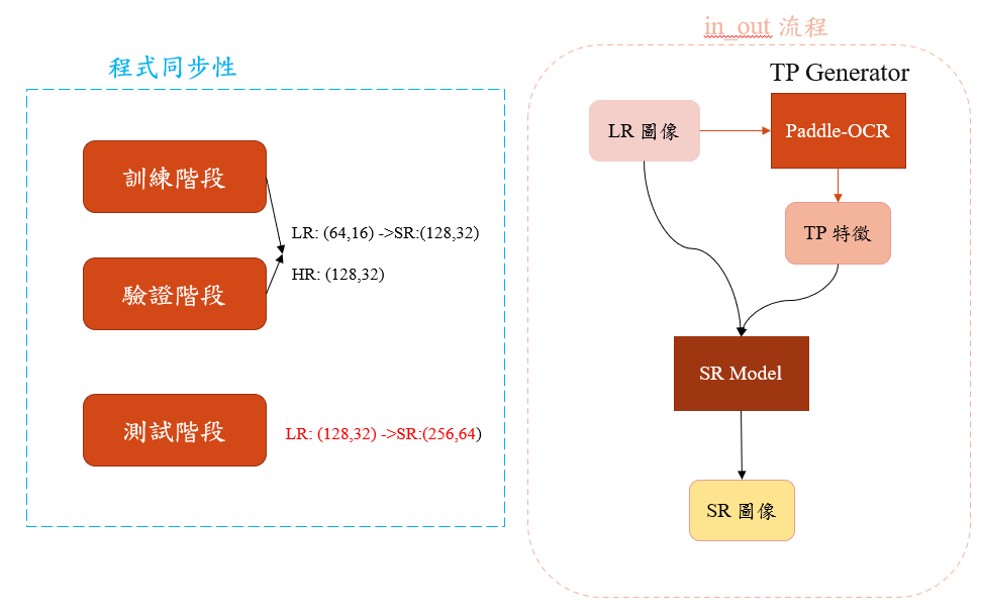 程式同步性
訓練階段
驗證階段
LR: (64,16) ->SR:(128,32)
HR: (128,32)
測試階段
LR: (128,32) ->SR:(256,64)
in_out 流程
TP Generator
LR 圖像
Paddle-OCR
TP 特徵
SR Model
SR 圖像